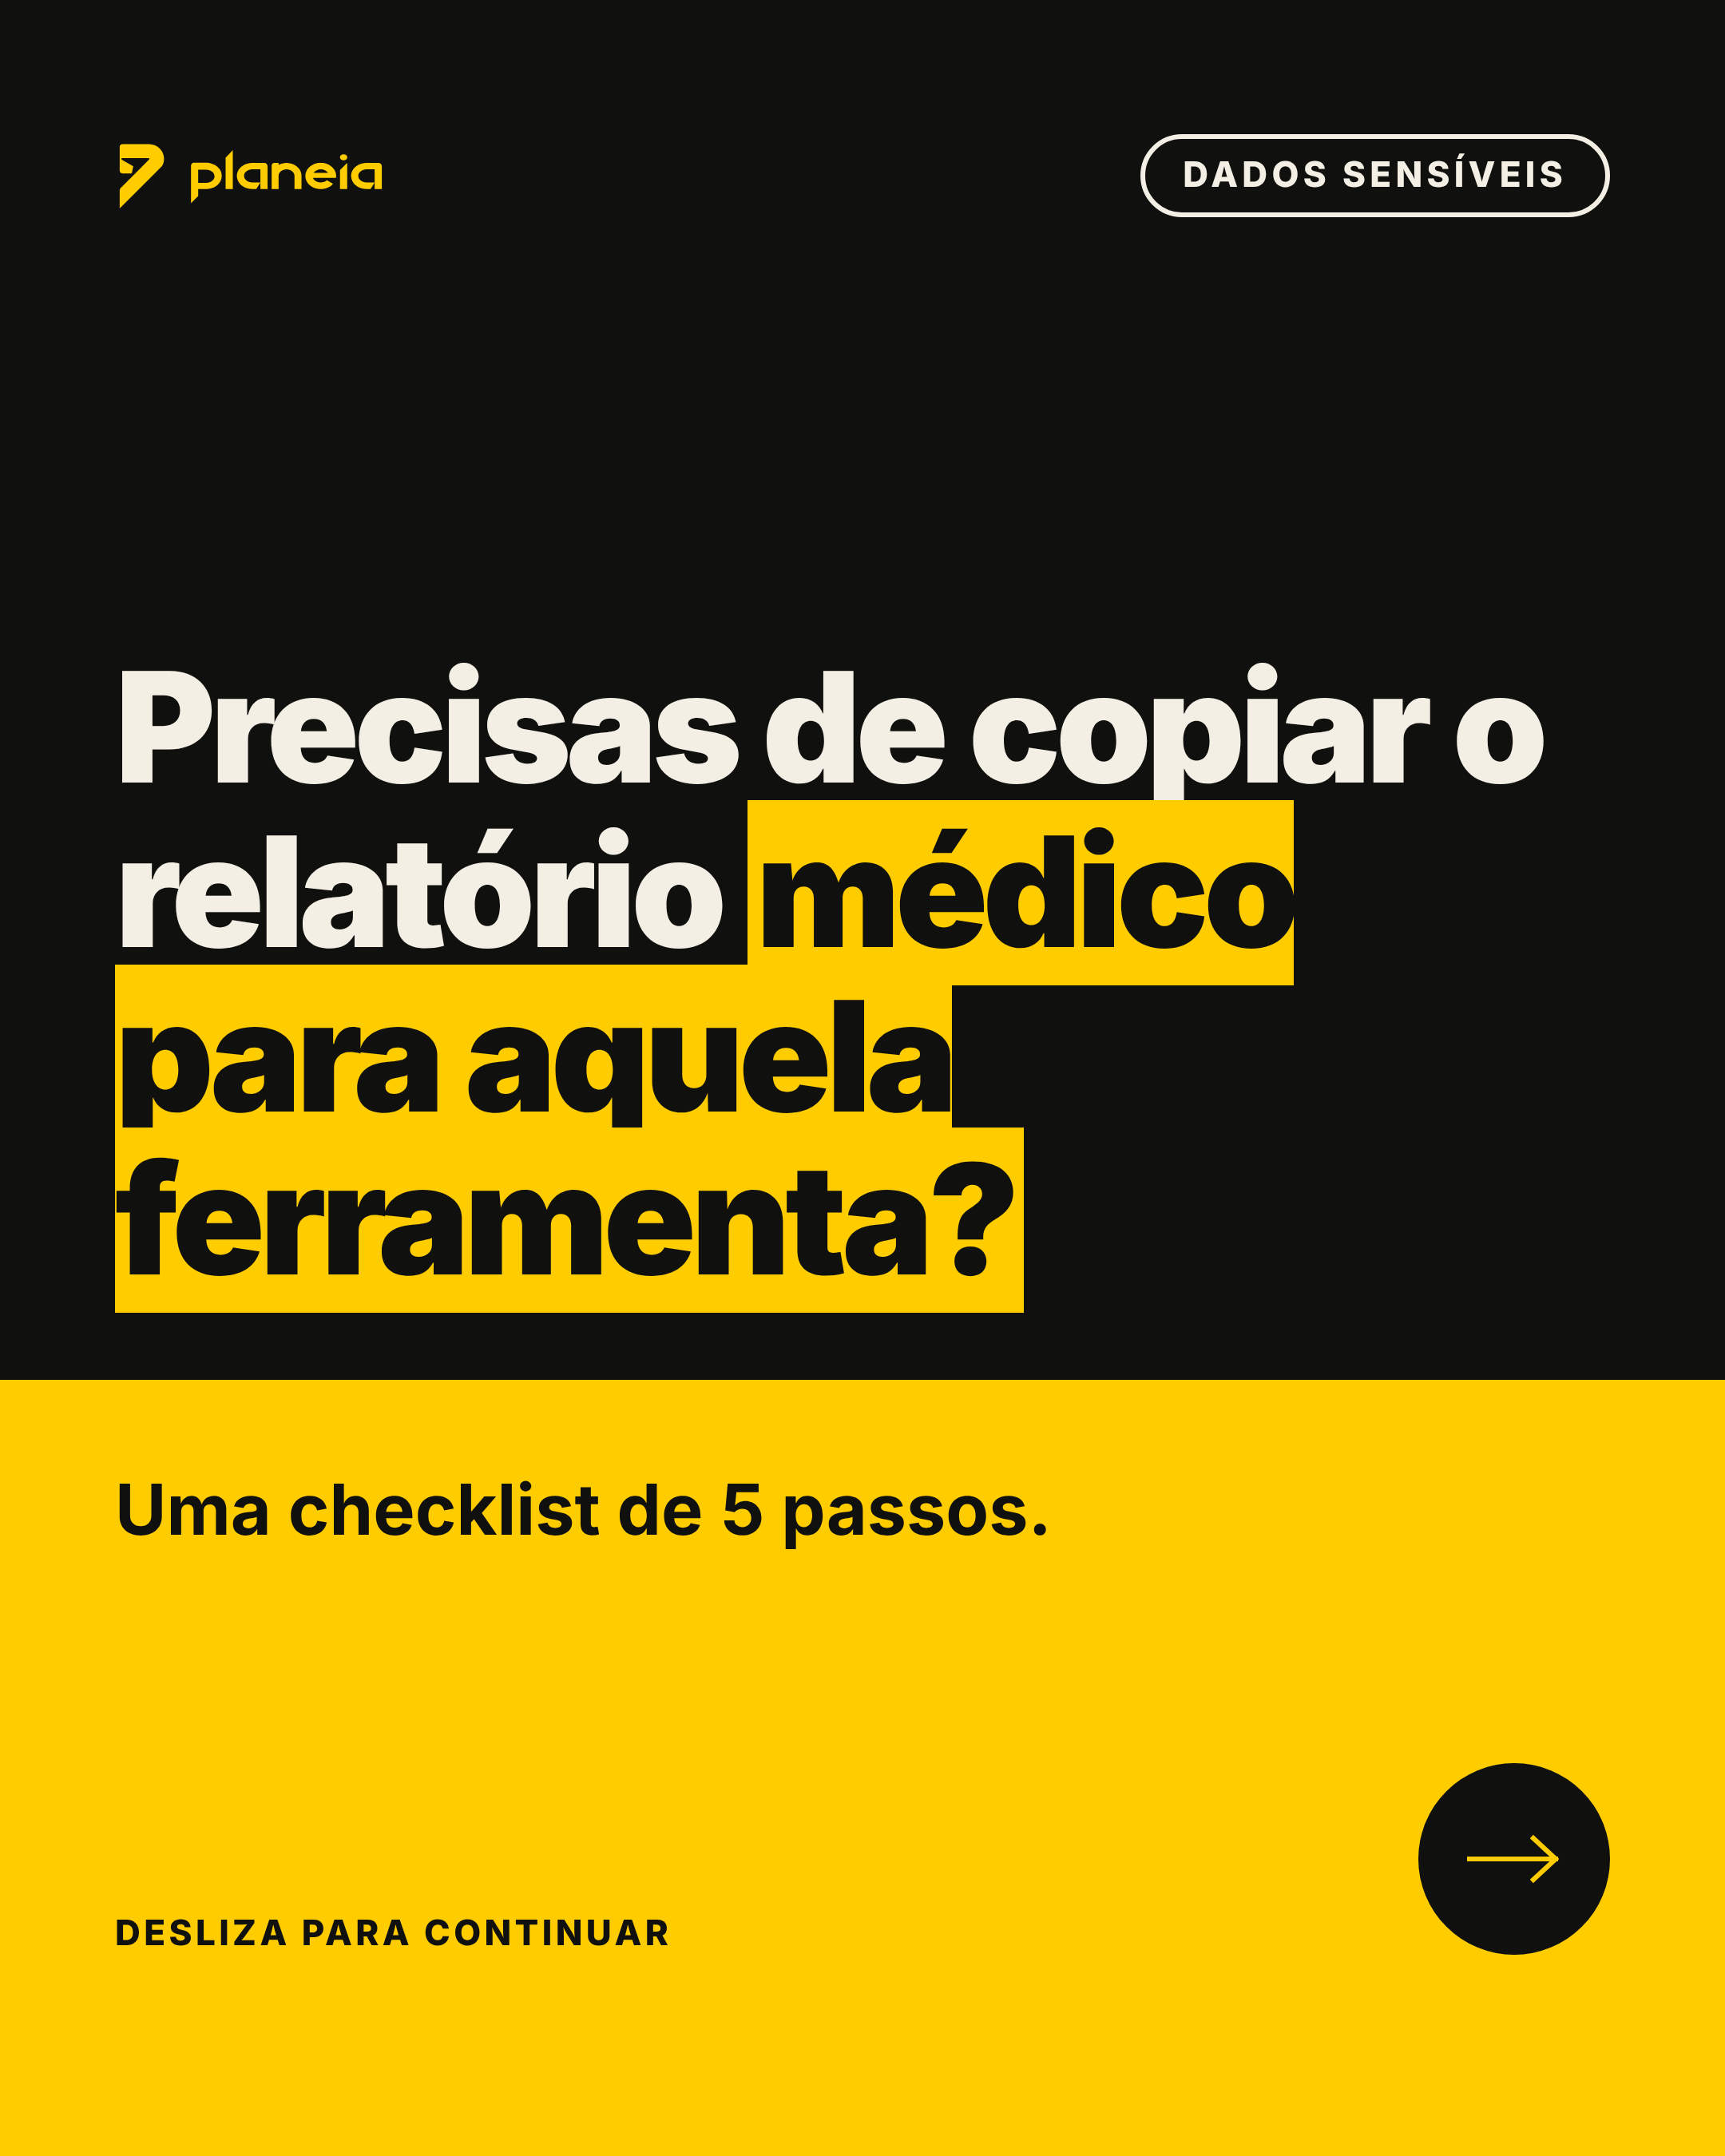 planeia
DADOS SENSÍVEIS
Precisas de copiar o
relatório médico
para aquela
ferramenta?
Uma checklist de 5 passos.
DESLIZA PARA CONTINUAR